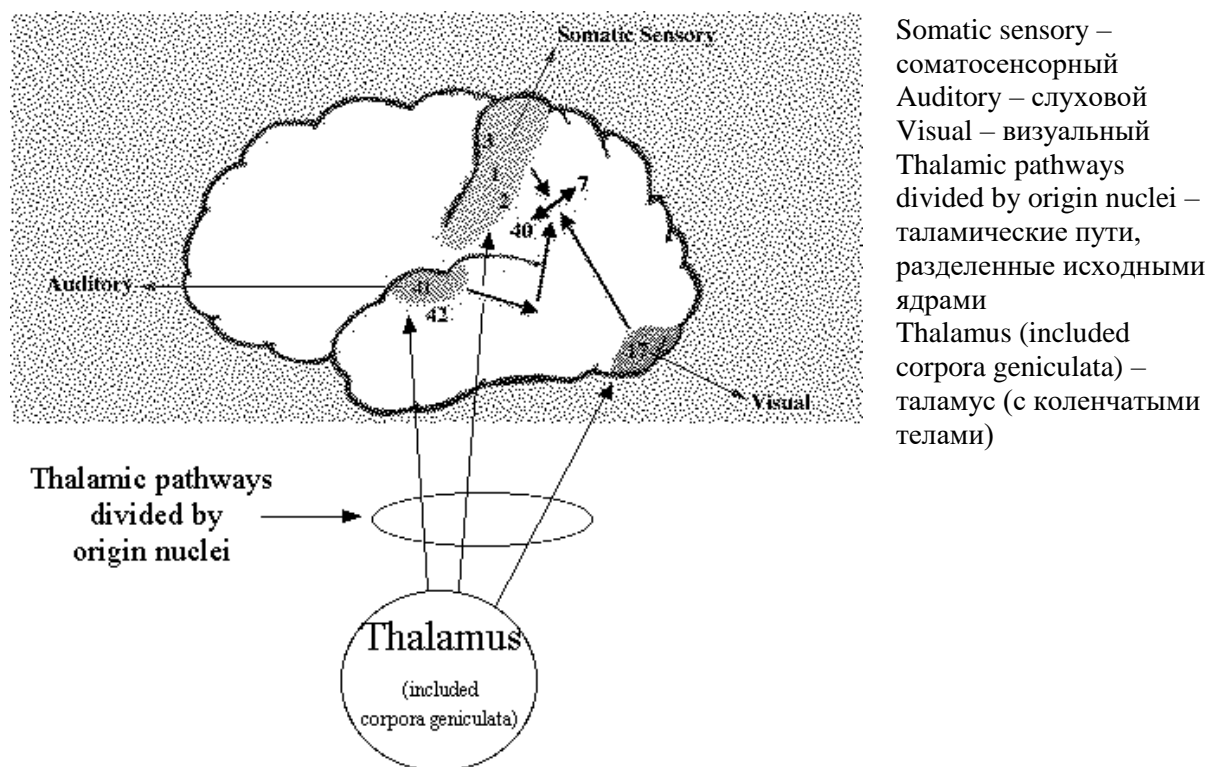 Somatic Sensory
3
1
2
7
40
Auditory
41
42
17
Visual
Thalamic pathways
divided by
origin nuclei
Thalamus
(included
corpora geniculata)
Somatic sensory –
соматосенсорный
Auditory – слуховой
Visual – визуальный
Thalamic pathways
divided by origin nuclei –
таламические пути,
разделенные исходными
ядрами
Thalamus (included
corpora geniculata) –
таламус (с коленчатыми
телами)